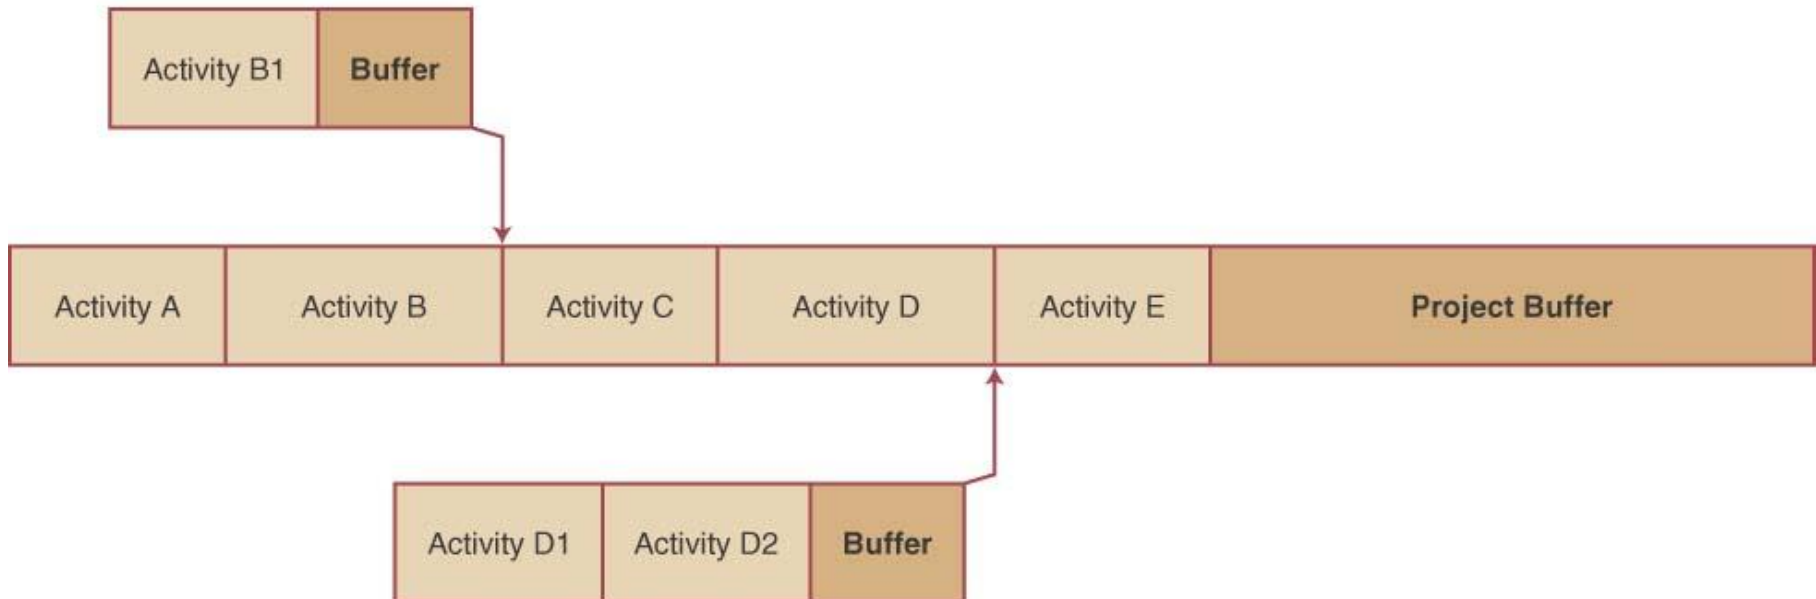 Activity B1
Buffer
Activity A
Activity B
Activity C
Activity D
Activity E
Project Buffer
Activity D1
Activity D2
Buffer